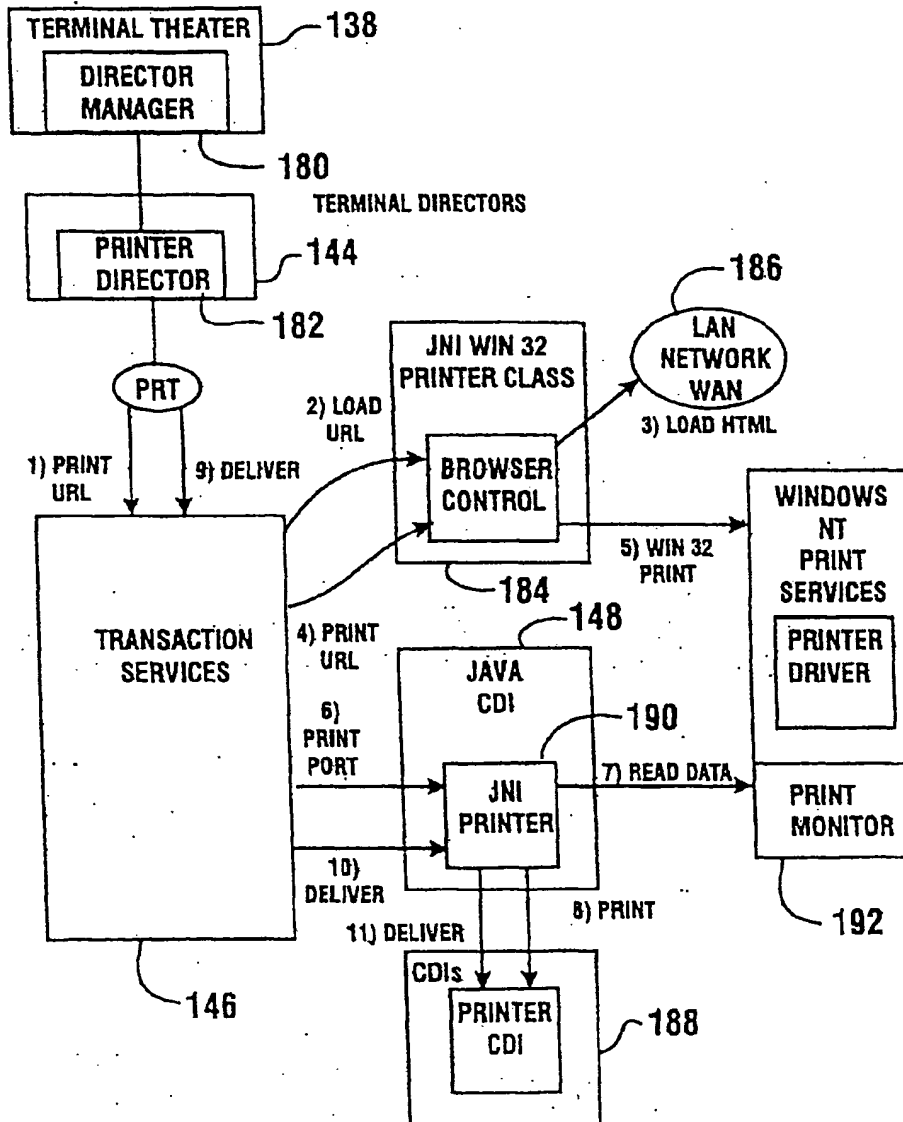 TERMINAL THEATER
138
DIRECTOR
MANAGER
180
TERMINAL DIRECTORS
PRINTER
DIRECTOR
144
182
PRT
1) PRINT
URL
9) DELIVER
TRANSACTION
SERVICES
146
2) LOAD
URL
JNI WIN 32
PRINTER CLASS
BROWSER
CONTROL
184
186
LAN
NETWORK
WAN
3) LOAD HTML
4) PRINT
URL
5) WIN 32
PRINT
WINDOWS
NT
PRINT
SERVICES
PRINTER
DRIVER
PRINT
MONITOR
192
148
JAVA
CDI
6)
PRINT
PORT
190
JNI
PRINTER
7) READ DATA
10)
DELIVER
8) PRINT
11) DELIVER
CDIs
PRINTER
CDI
188